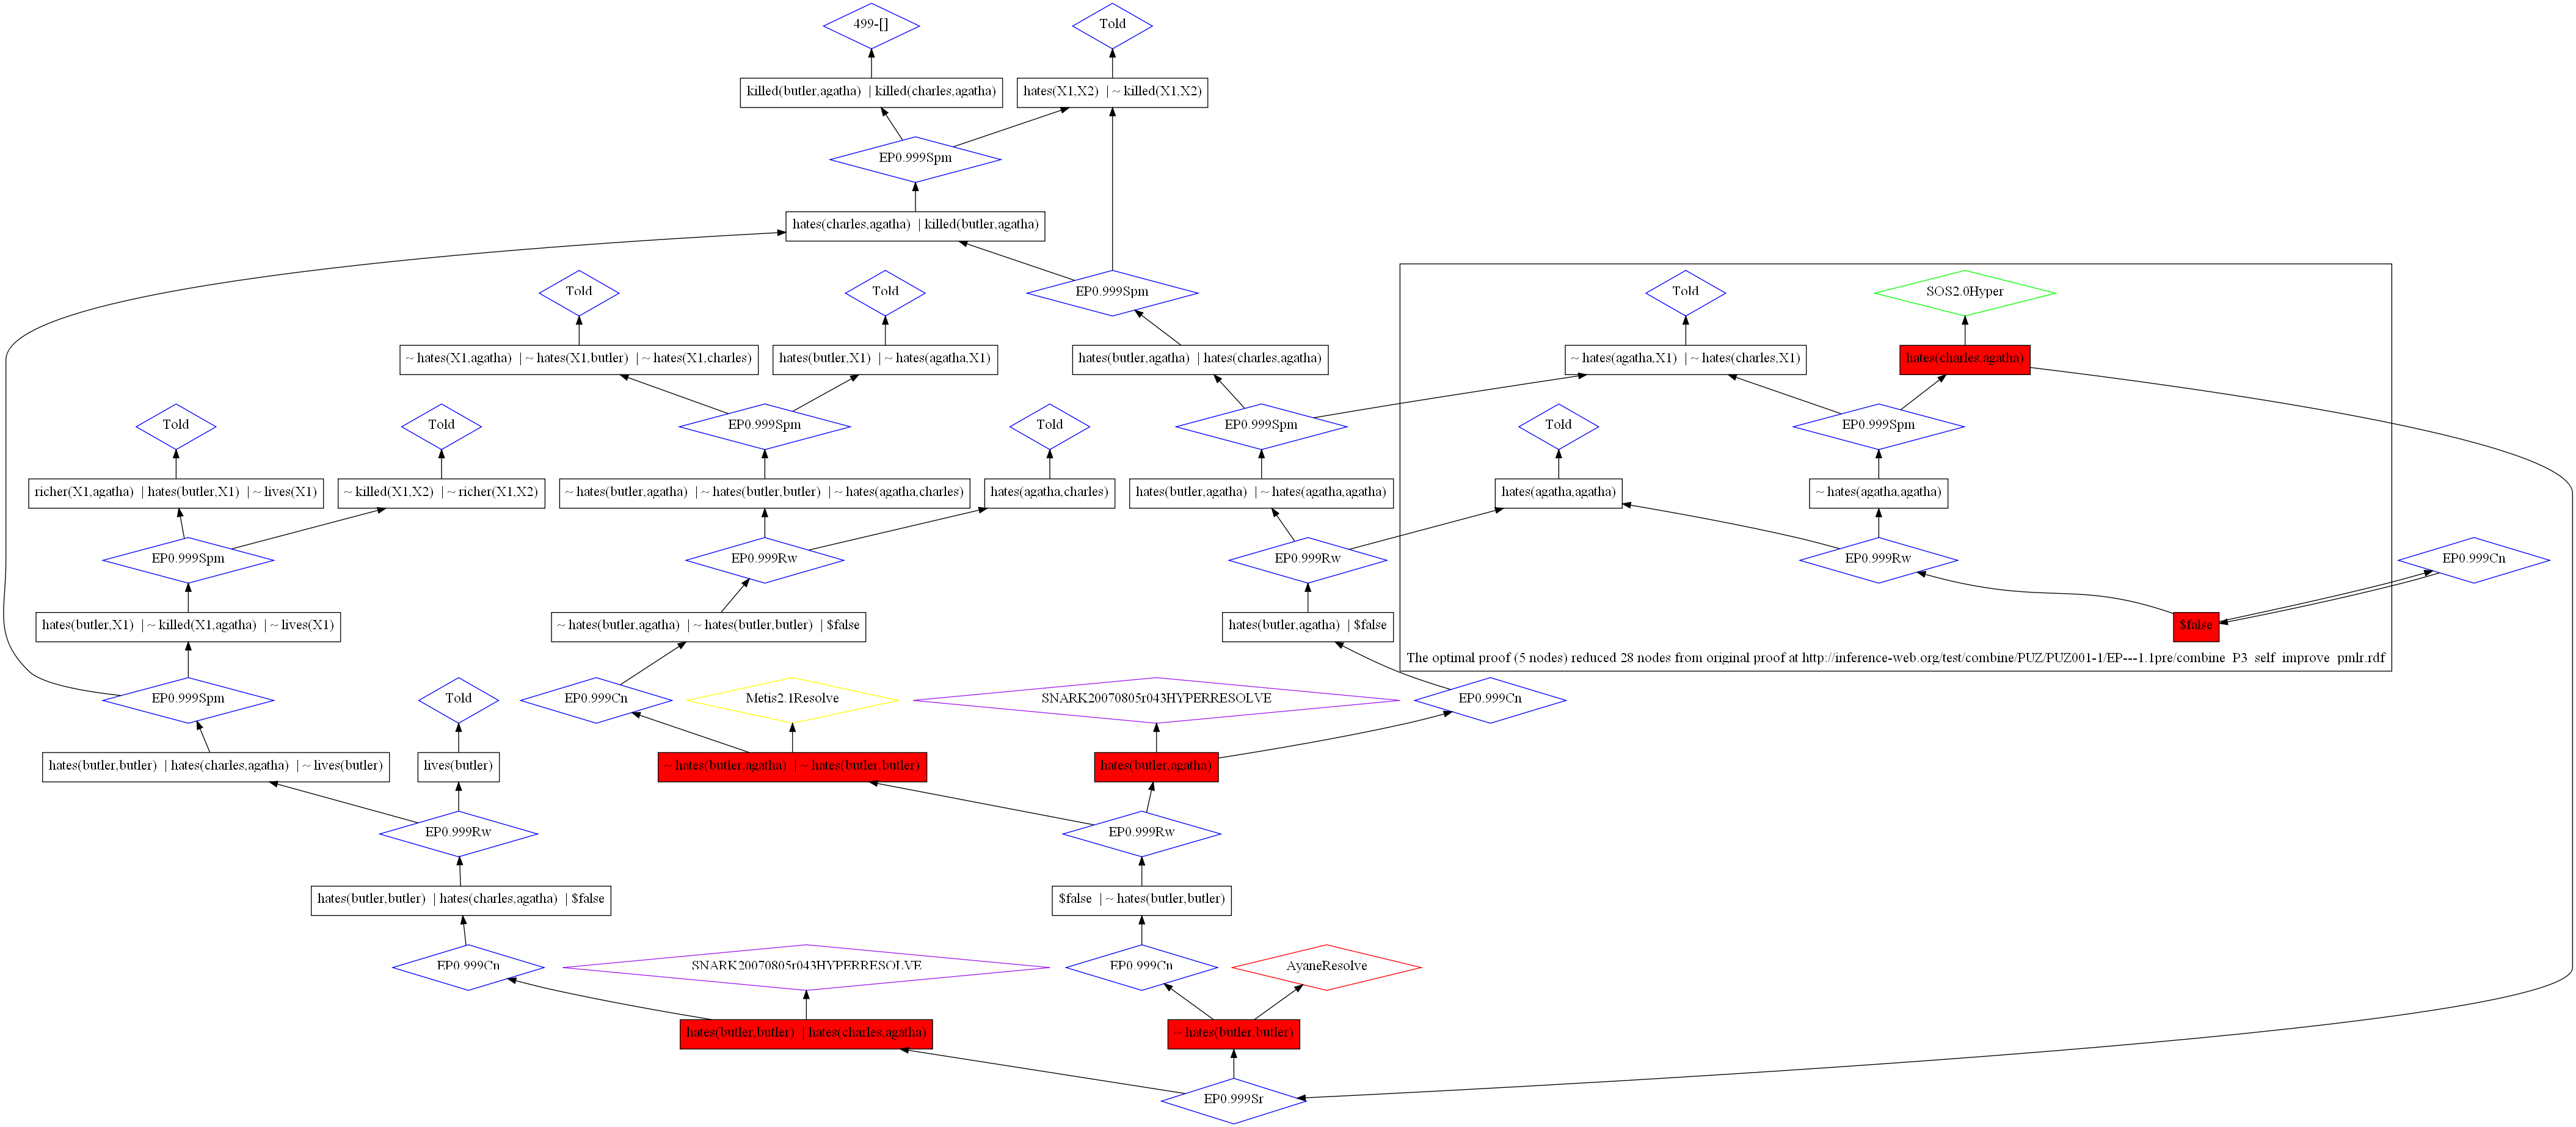 499-[]
Told
killed(butler,agatha) | killed(charles,agatha)
hates(X1,X2) | ~ killed(X1,X2)
EP0.999Spm
hates(charles,agatha) | killed(butler,agatha)
Told
Told
EP0.999Spm
Told
SOS2.0Hyper
~ hates(X1,agatha) | ~ hates(X1,butler) | ~ hates(X1,charles)
hates(butler,X1) | ~ hates(agatha,X1)
hates(butler,agatha) | hates(charles,agatha)
~ hates(agatha,X1) | ~ hates(charles,X1)
hates(charles,agatha)
Told
Told
EP0.999Spm
Told
EP0.999Spm
Told
EP0.999Spm
richer(X1,agatha) | hates(butler,X1) | ~ lives(X1)
~ killed(X1,X2) | ~ richer(X1,X2)
~ hates(butler,agatha) | ~ hates(butler,butler) | ~ hates(agatha,charles)
hates(agatha,charles)
hates(butler,agatha) | ~ hates(agatha,agatha)
hates(agatha,agatha)
~ hates(agatha,agatha)
EP0.999Spm
EP0.999Rw
EP0.999Rw
EP0.999Rw
EP0.999Cn
hates(butler,X1) | ~ killed(X1,agatha) | ~ lives(X1)
~ hates(butler,agatha) | ~ hates(butler,butler) | $false
hates(butler,agatha) | $false
$false
The optimal proof (5 nodes) reduced 28 nodes from original proof at http://inference-web.org/test/combine/PUZ/PUZ001-1/EP---1.1pre/combine_P3_self_improve_pmlr.rdf
EP0.999Spm
Told
EP0.999Cn
Metis2.1Resolve
SNARK20070805r043HYPERRESOLVE
EP0.999Cn
hates(butler,butler) | hates(charles,agatha) | ~ lives(butler)
lives(butler)
~ hates(butler,agatha) | ~ hates(butler,butler)
hates(butler,agatha)
EP0.999Rw
EP0.999Rw
hates(butler,butler) | hates(charles,agatha) | $false
$false | ~ hates(butler,butler)
EP0.999Cn
SNARK20070805r043HYPERRESOLVE
EP0.999Cn
AyaneResolve
hates(butler,butler) | hates(charles,agatha)
~ hates(butler,butler)
EP0.999Sr